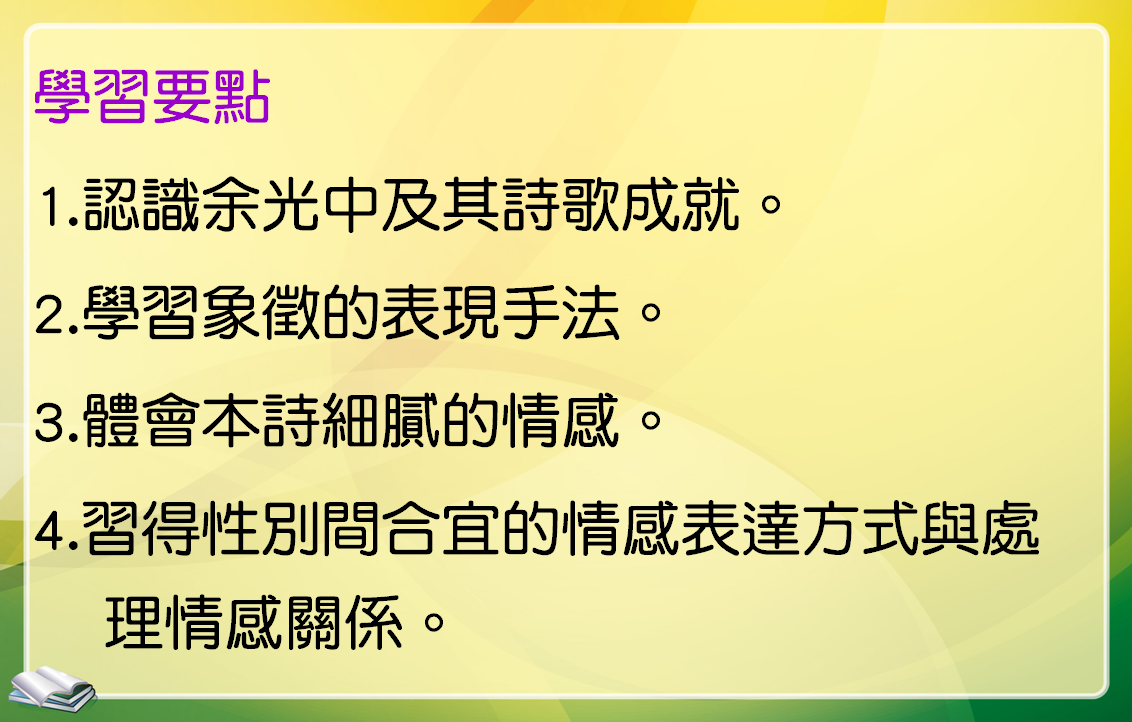 學習要點
1.認識余光中及其詩歌成就。
2.學習象徵的表現手法。
3.體會本詩細膩的情感。
4.習得性別間合宜的情感表達方式與處
理情感關係。